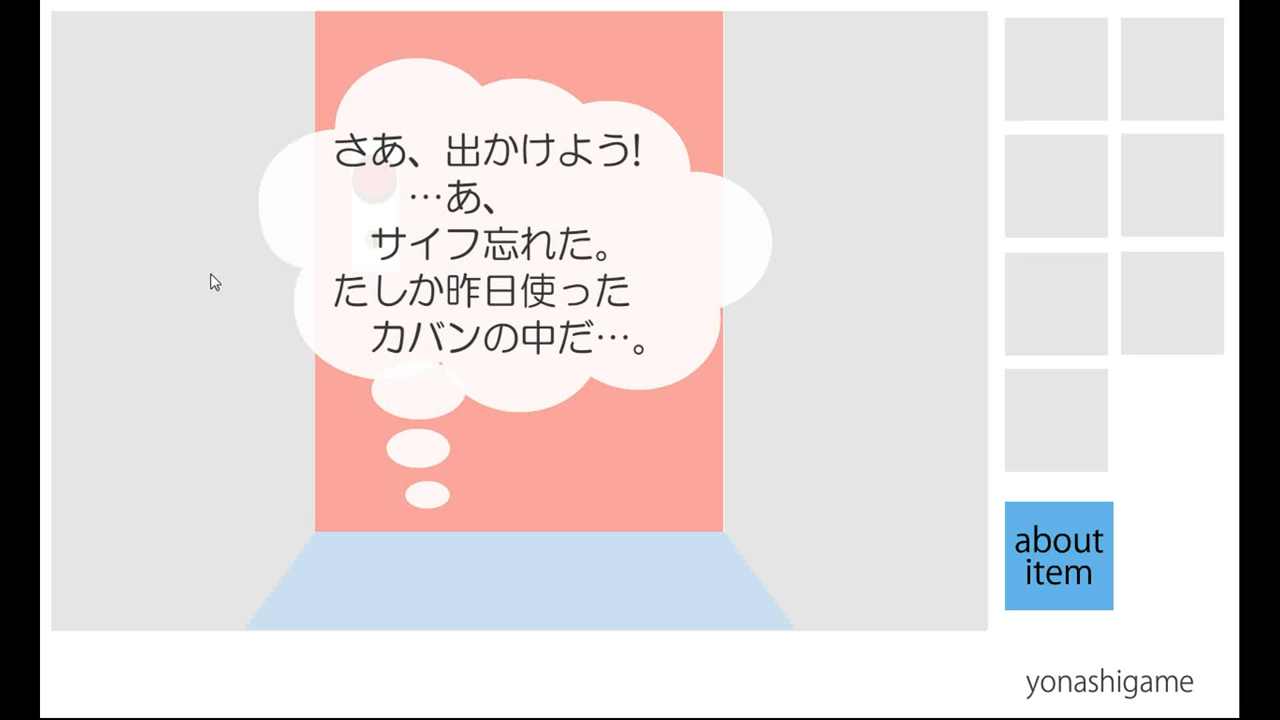 さあ、出かけよう!
…あ、
サイフ忘れた。
たしか昨日使った
カバンの中だ…。
about
item
yonashigame